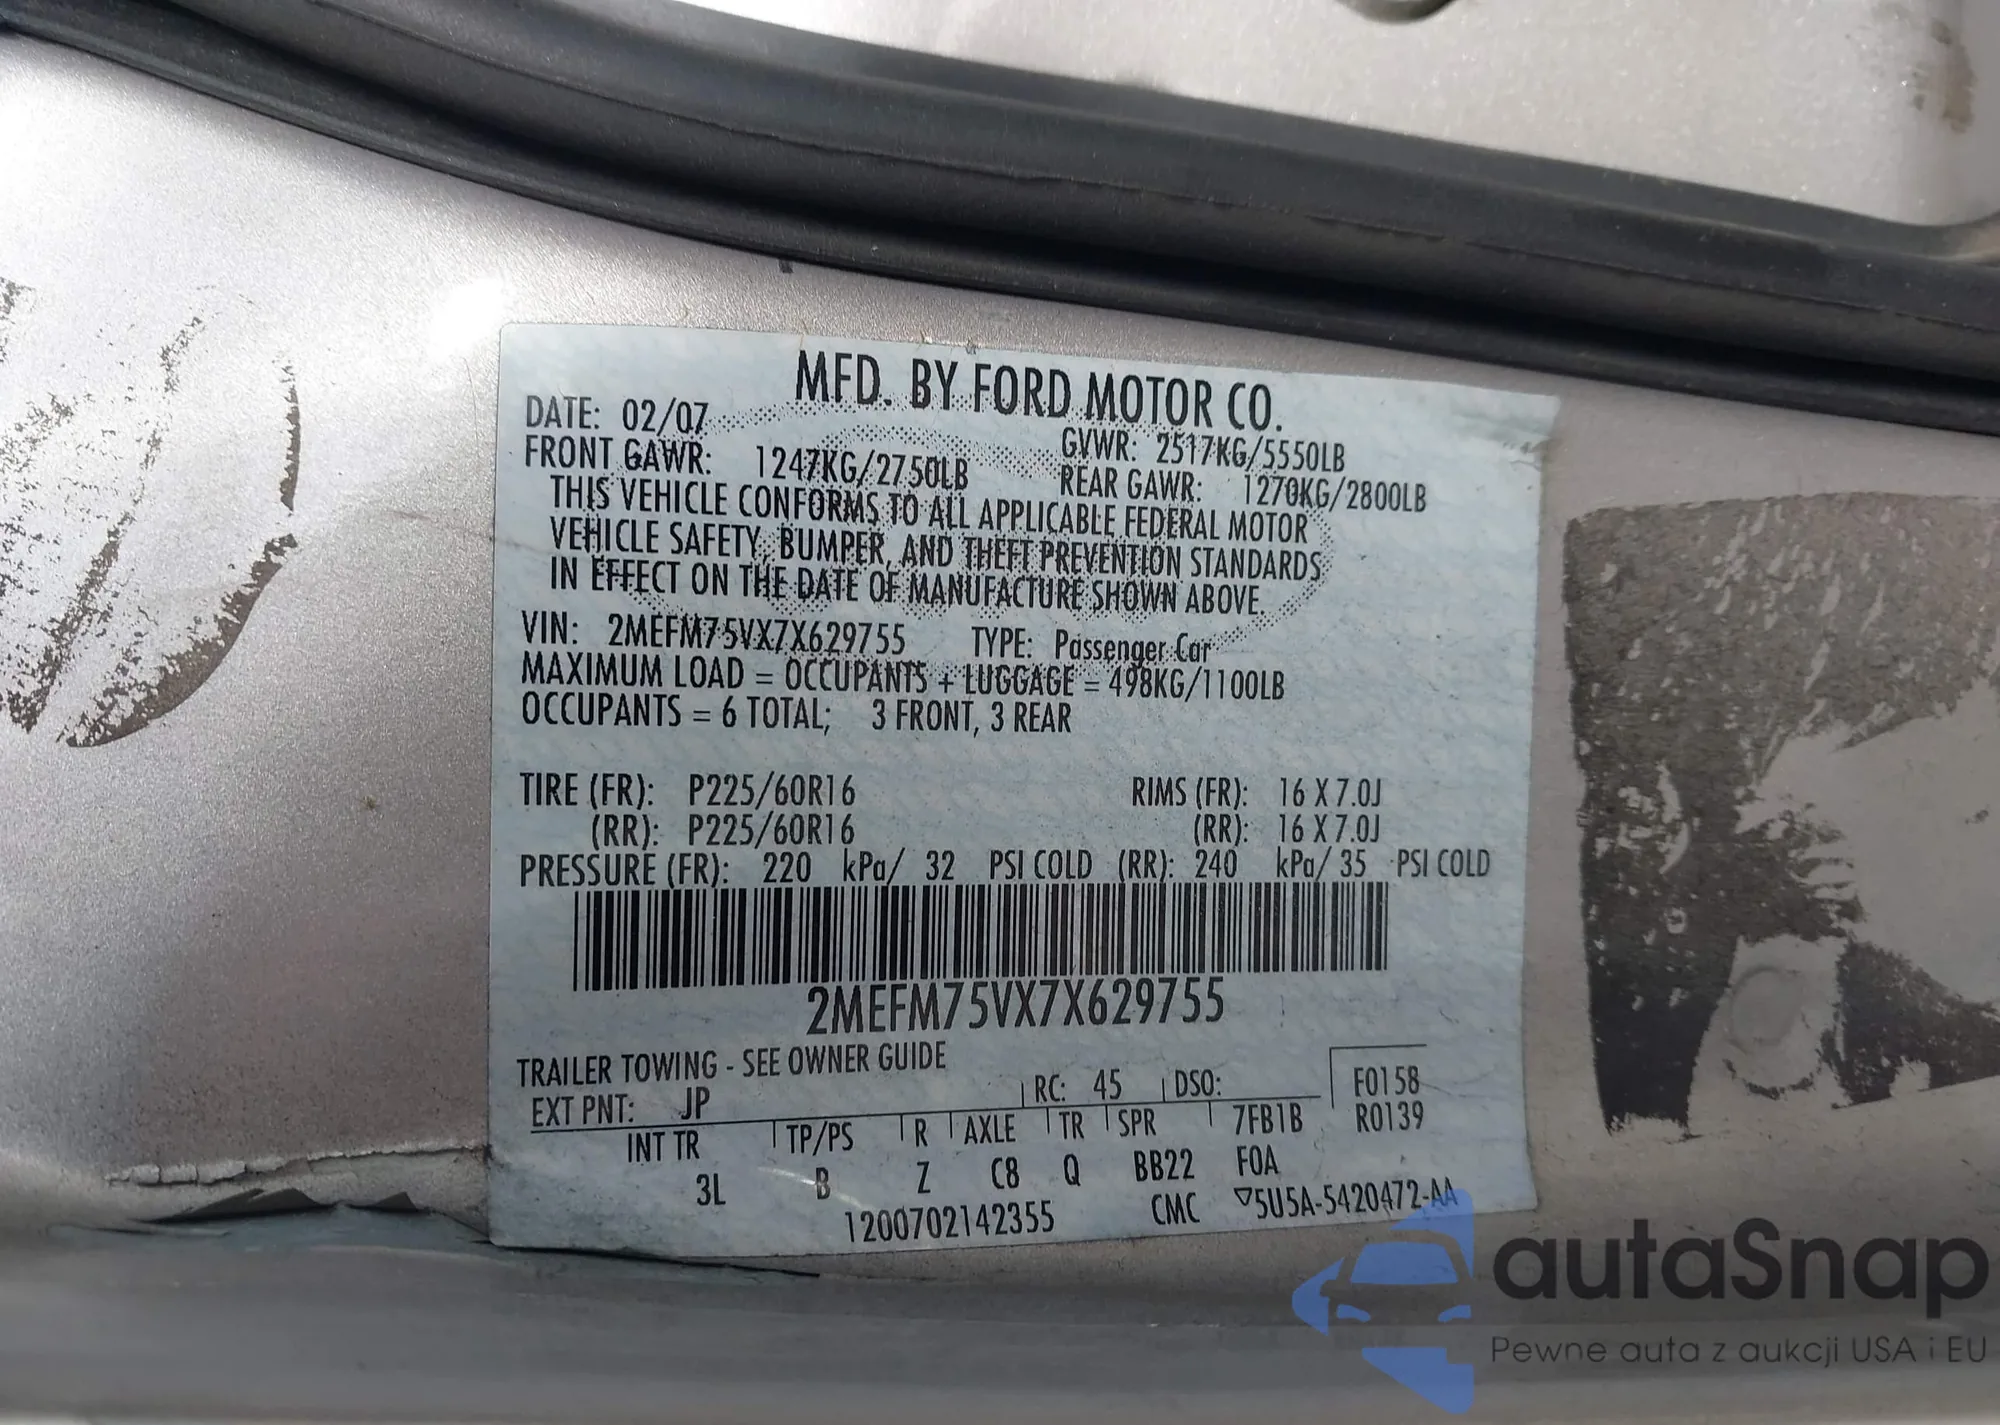 MFD. BY FORD MOTOR CO.
DATE: 02/07
GVWR: 2517KG/5550LB
FRONT GAWR: 1247KG/2750LB
REAR GAWR: 1270KG/2800LB
THIS VEHICLE CONFORMS TO ALL APPLICABLE FEDERAL MOTOR
VEHICLE SAFETY, BUMPER, AND THEFT PREVENTION STANDARDS
IN EFFECT ON THE DATE OF MANUFACTURE SHOWN ABOVE.
VIN: 2MEFM75VX7X629755 TYPE: Passenger Car
MAXIMUM LOAD = OCCUPANTS + LUGGAGE = 498KG/1100LB
OCCUPANTS = 6 TOTAL; 3 FRONT, 3 REAR
TIRE (FR): P225/60R16 RIMS (FR): 16 X 7.0J
(RR): P225/60R16 (RR): 16 X 7.0J
PRESSURE (FR): 220 kPa/ 32 PSI COLD (RR): 240 kPa/ 35 PSI COLD
2MEFM75VX7X629755
TRAILER TOWING - SEE OWNER GUIDE
EXT PNT: JP RC: 45 DSO: F0158
INT TR TP/PS R AXLE TR SPR 7FB1B R0139
3L B Z C8 Q BB22 F0A
1200702142355 CMC ▽5U5A-5420472-AA
autaSnap
Pewne auta z aukcji USA i EU